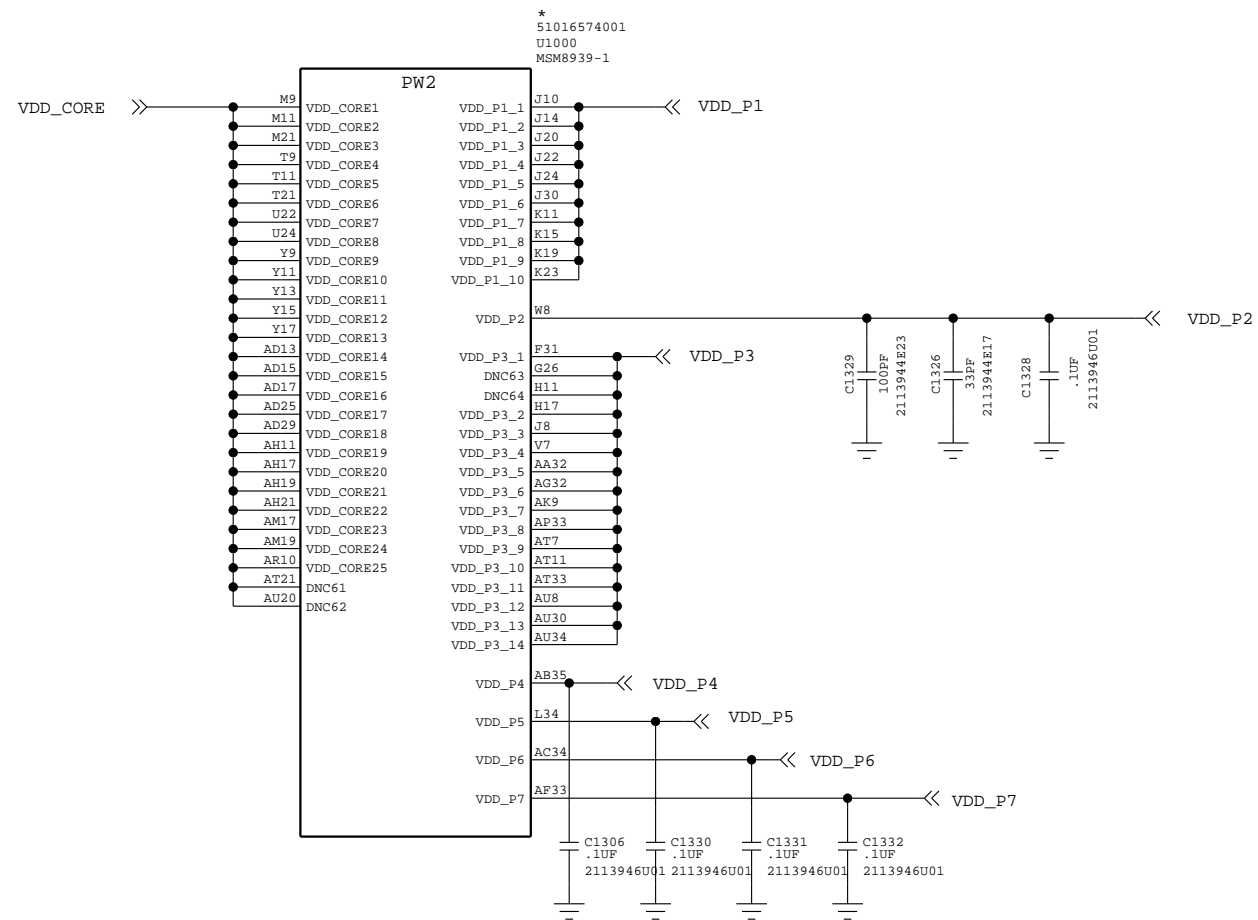 *
51016574001
U1000
MSM8939-1
PW2
VDD_CORE
M9 VDD_CORE1
M11 VDD_CORE2
M21 VDD_CORE3
T9 VDD_CORE4
T11 VDD_CORE5
T21 VDD_CORE6
U22 VDD_CORE7
U24 VDD_CORE8
Y9 VDD_CORE9
Y11 VDD_CORE10
Y13 VDD_CORE11
Y15 VDD_CORE12
Y17 VDD_CORE13
AD13 VDD_CORE14
AD15 VDD_CORE15
AD17 VDD_CORE16
AD25 VDD_CORE17
AD29 VDD_CORE18
AH11 VDD_CORE19
AH17 VDD_CORE20
AH19 VDD_CORE21
AH21 VDD_CORE22
AM17 VDD_CORE23
AM19 VDD_CORE24
AR10 VDD_CORE25
AT21 DNC61
AU20 DNC62
VDD_P1_1 J10
VDD_P1_2 J14
VDD_P1_3 J20
VDD_P1_4 J22
VDD_P1_5 J24
VDD_P1_6 J30
VDD_P1_7 K11
VDD_P1_8 K15
VDD_P1_9 K19
VDD_P1_10 K23
VDD_P1
VDD_P2 W8
VDD_P2
VDD_P3_1 F31
DNC63 G26
DNC64 H11
VDD_P3_2 H17
VDD_P3_3 J8
VDD_P3_4 V7
VDD_P3_5 AA32
VDD_P3_6 AG32
VDD_P3_7 AK9
VDD_P3_8 AP33
VDD_P3_9 AT7
VDD_P3_10 AT11
VDD_P3_11 AT33
VDD_P3_12 AU8
VDD_P3_13 AU30
VDD_P3_14 AU34
VDD_P3
C1329
100PF
2113944E23
C1326
33PF
2113944E17
C1328
.1UF
2113946U01
VDD_P4 AB35
VDD_P4
VDD_P5 L34
VDD_P5
VDD_P6 AC34
VDD_P6
VDD_P7 AF33
VDD_P7
C1306
.1UF
2113946U01
C1330
.1UF
2113946U01
C1331
.1UF
2113946U01
C1332
.1UF
2113946U01